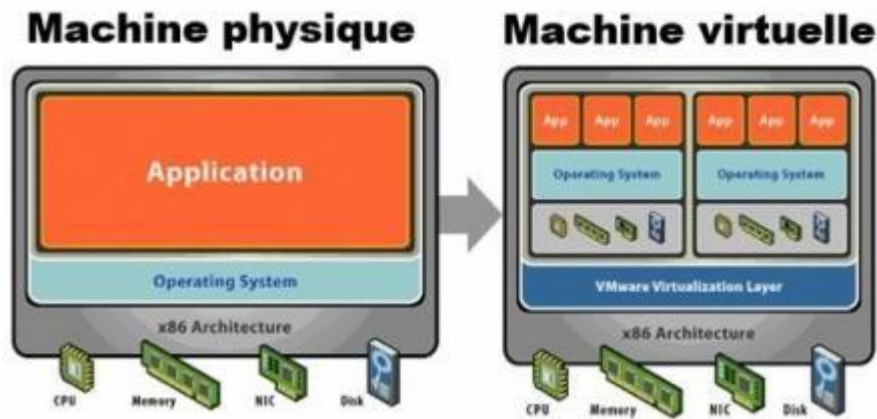 Machine physique
Application
Operating System
x86 Architecture
CPU
Memory
NIC
Disk
Machine virtuelle
App App App
App App App
Operating System
Operating System
VMware Virtualization Layer
x86 Architecture
CPU
Memory
NIC
Disk